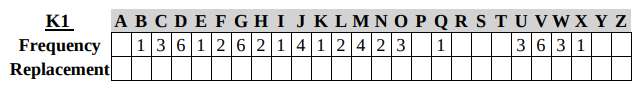 K1 A B C D E F G H I J K L M N O P Q R S T U V W X Y Z
Frequency 1 3 6 1 2 6 2 1 4 1 2 4 2 3 1 3 6 3 1
Replacement